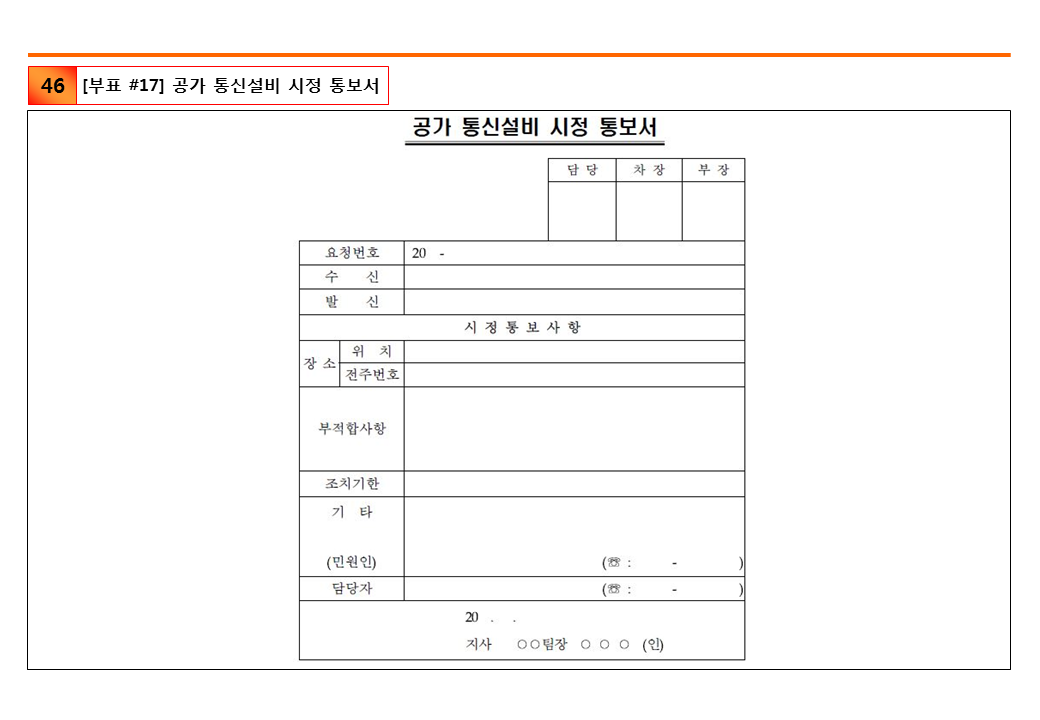 46 [부표 #17] 공가 통신설비 시정 통보서
공가 통신설비 시정 통보서
담 당 차 장 부 장
요청번호 20 -
수 신
발 신
시 정 통 보 사 항
장 소 위 치
전주번호
부적합사항
조치기한
기 타
(민원인) (☏ : - )
담당자 (☏ : - )
20 . .
지사 ○○팀장 ○ ○ ○ (인)